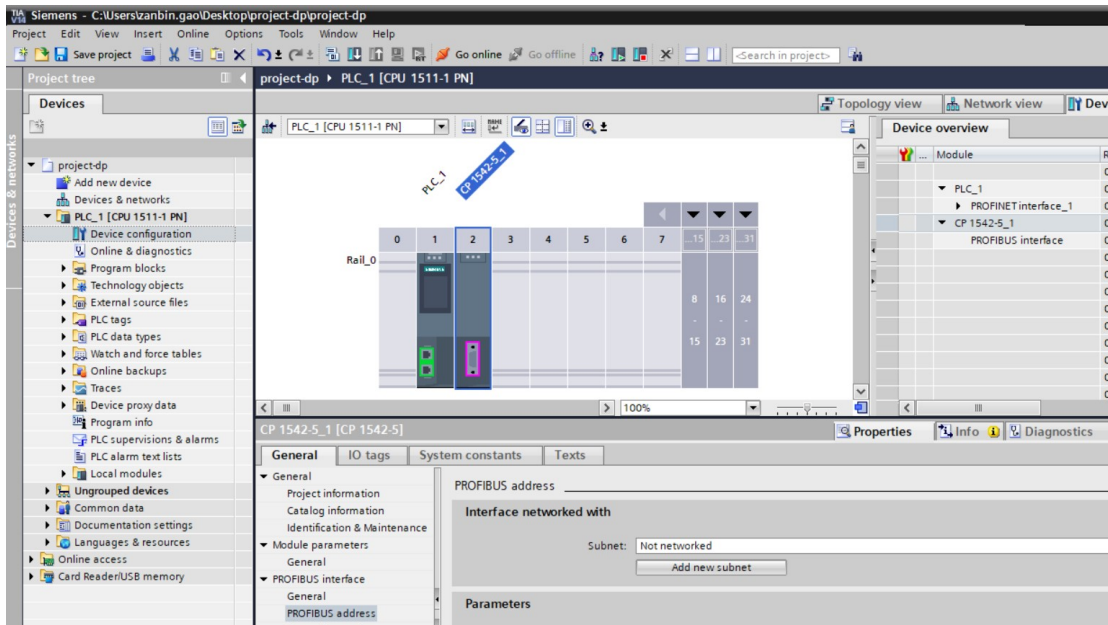 TIA V14 Siemens - C:\Users\zanbin.gao\Desktop\project-dp\project-dp
Project Edit View Insert Online Options Tools Window Help
Save project Go online Go offline <Search in project>
Project tree
project-dp PLC_1 [CPU 1511-1 PN]
Devices
Topology view Network view Dev
PLC_1 [CPU 1511-1 PN]
Device overview
... Module
Devices & networks
project-dp
Add new device
Devices & networks
PLC_1 [CPU 1511-1 PN]
Device configuration
Online & diagnostics
Program blocks
Technology objects
External source files
PLC tags
PLC data types
Watch and force tables
Online backups
Traces
Device proxy data
Program info
PLC supervisions & alarms
PLC alarm text lists
Local modules
Ungrouped devices
Common data
Documentation settings
Languages & resources
Online access
Card Reader/USB memory
PLC_1
CP 1542-5_1
0 1 2 3 4 5 6 7 ...15 ...23 ...31
Rail_0
8 16 24
- - -
15 23 31
100%
PLC_1
PROFINET interface_1
CP 1542-5_1
PROFIBUS interface
CP 1542-5_1 [CP 1542-5]
Properties Info Diagnostics
General IO tags System constants Texts
General
Project information
Catalog information
Identification & Maintenance
Module parameters
General
PROFIBUS interface
General
PROFIBUS address
PROFIBUS address
Interface networked with
Subnet: Not networked
Add new subnet
Parameters